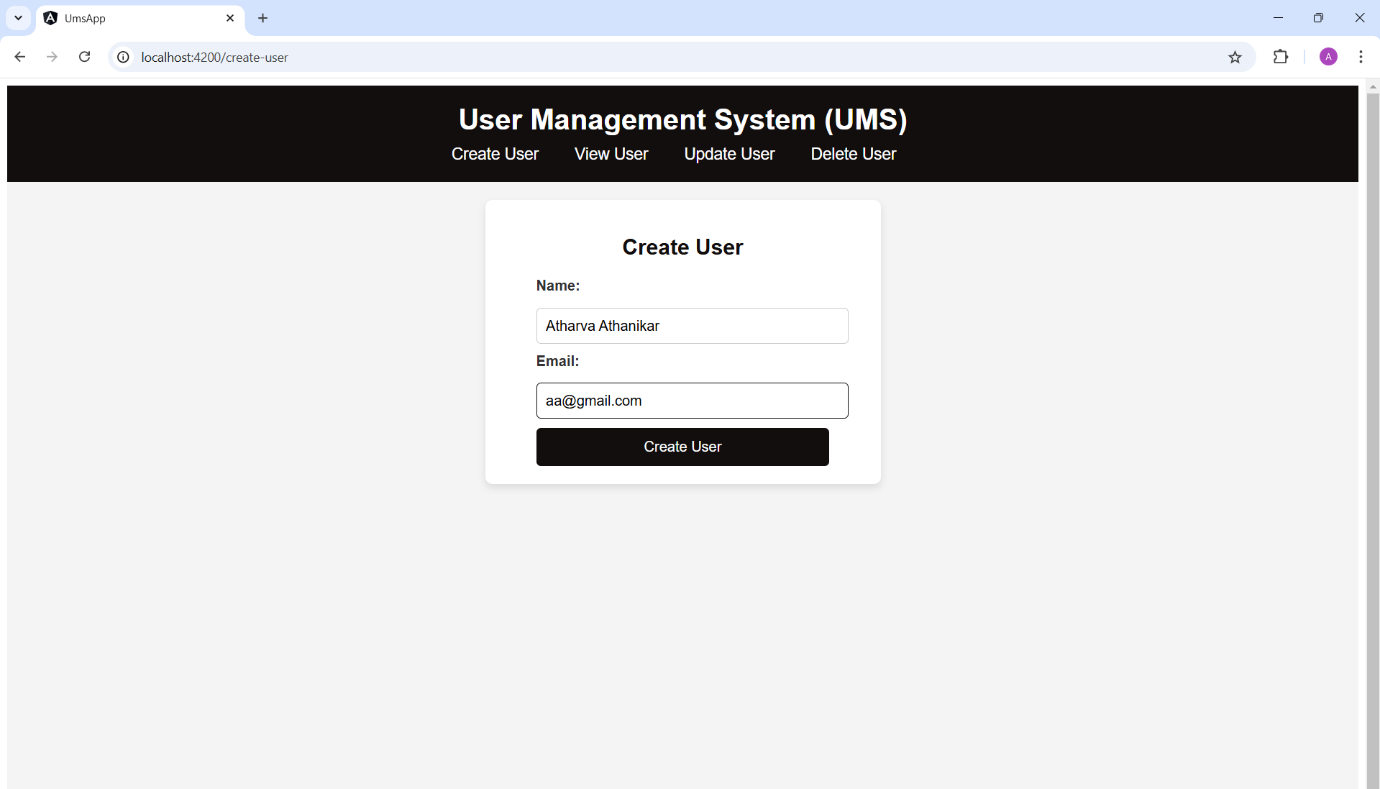 UmsApp
localhost:4200/create-user
A
User Management System (UMS)
Create User View User Update User Delete User
Create User
Name:
Atharva Athanikar
Email:
aa@gmail.com
Create User